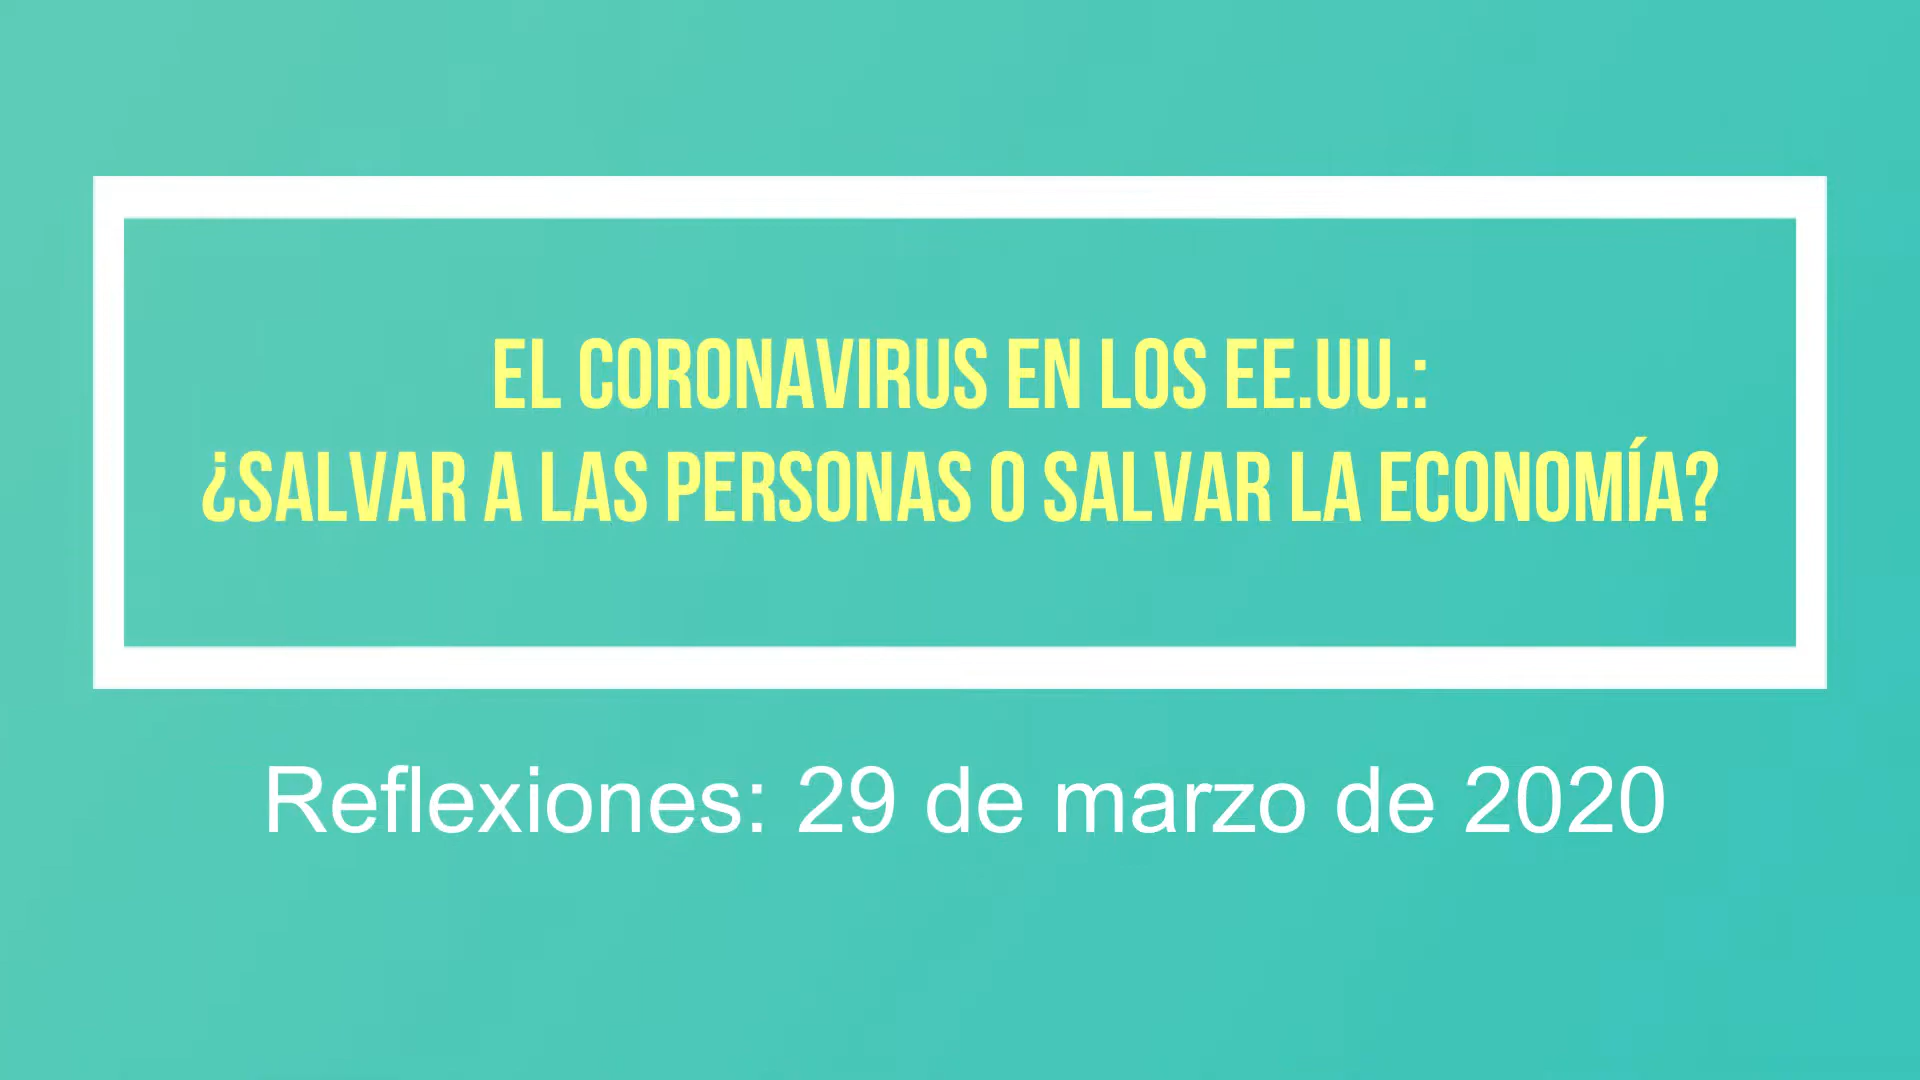 EL CORONAVIRUS EN LOS EE.UU.:
¿SALVAR A LAS PERSONAS O SALVAR LA ECONOMÍA?
Reflexiones: 29 de marzo de 2020